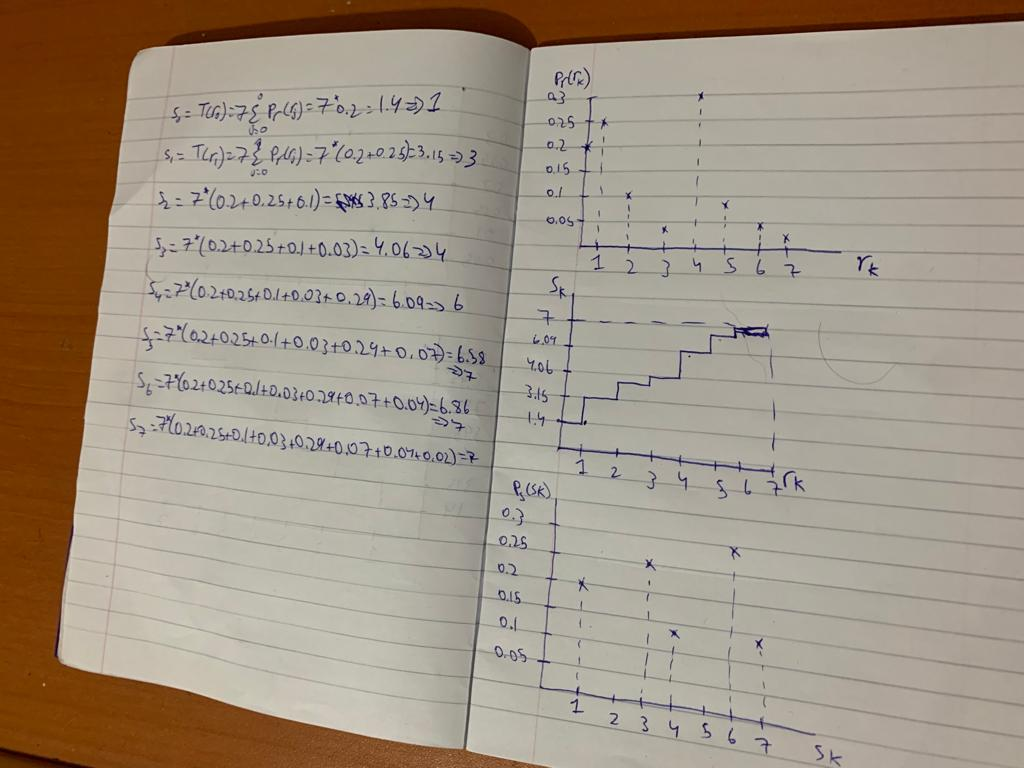 S₀ = T(r₀) = 7 Σ_{j=0}^{0} Pr(rj) = 7*0.2 = 1.4 ⇒ 1
S₁ = T(r₁) = 7 Σ_{j=0}^{1} Pr(rj) = 7*(0.2+0.25) = 3.15 ⇒ 3
S₂ = 7*(0.2+0.25+0.1) = 3.85 ⇒ 4
S₃ = 7*(0.2+0.25+0.1+0.03) = 4.06 ⇒ 4
S₄ = 7*(0.2+0.25+0.1+0.03+0.29) = 6.09 ⇒ 6
S₅ = 7*(0.2+0.25+0.1+0.03+0.29+0.07) = 6.58
⇒ 7
S₆ = 7*(0.2+0.25+0.1+0.03+0.29+0.07+0.04) = 6.86
⇒ 7
S₇ = 7*(0.2+0.25+0.1+0.03+0.29+0.07+0.04+0.02) = 7
Pr(rk)
0.3
0.25
0.2
0.15
0.1
0.05
1 2 3 4 5 6 7 rk
Sk
7
6.09
4.06
3.15
1.4
1 2 3 4 5 6 7 rk
Ps(Sk)
0.3
0.25
0.2
0.15
0.1
0.05
1 2 3 4 5 6 7
Sk